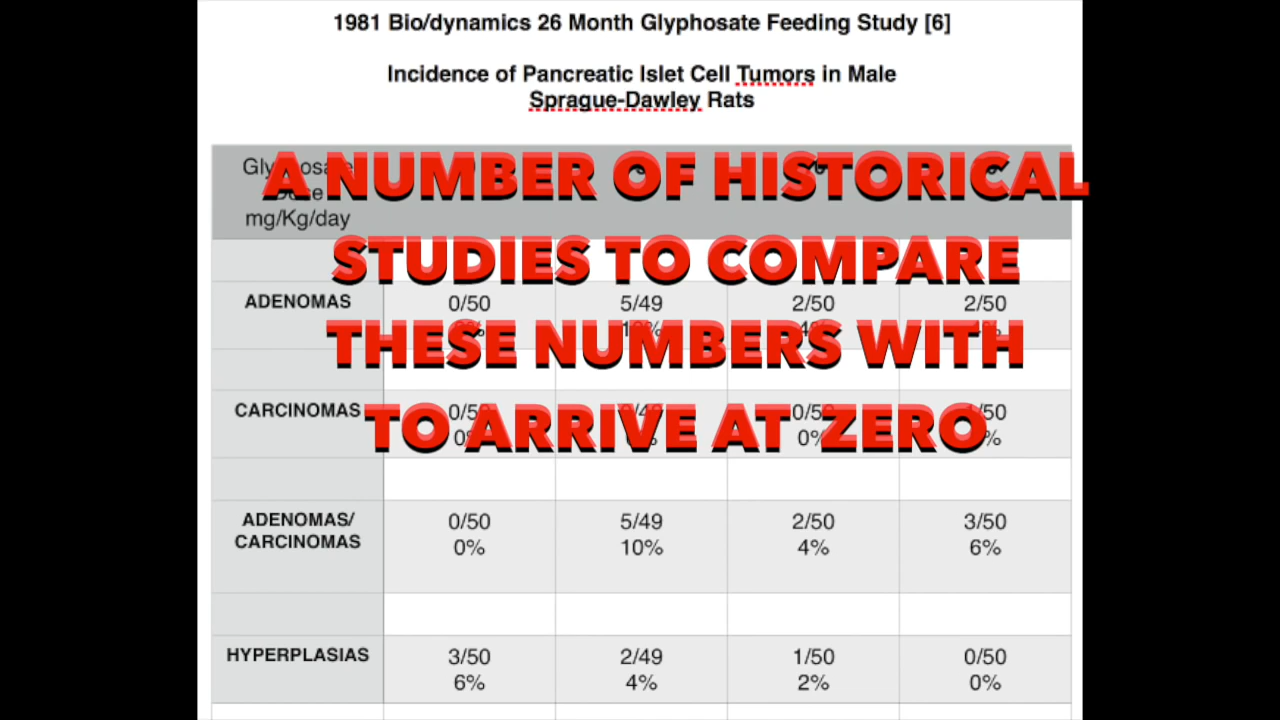 1981 Bio/dynamics 26 Month Glyphosate Feeding Study [6]
Incidence of Pancreatic Islet Cell Tumors in Male
Sprague-Dawley Rats
A NUMBER OF HISTORICAL
STUDIES TO COMPARE
THESE NUMBERS WITH
TO ARRIVE AT ZERO
mg/Kg/day
ADENOMAS 0/50 5/49 2/50 2/50
CARCINOMAS
ADENOMAS/ 0/50 5/49 2/50 3/50
CARCINOMAS 0% 10% 4% 6%
HYPERPLASIAS 3/50 2/49 1/50 0/50
6% 4% 2% 0%